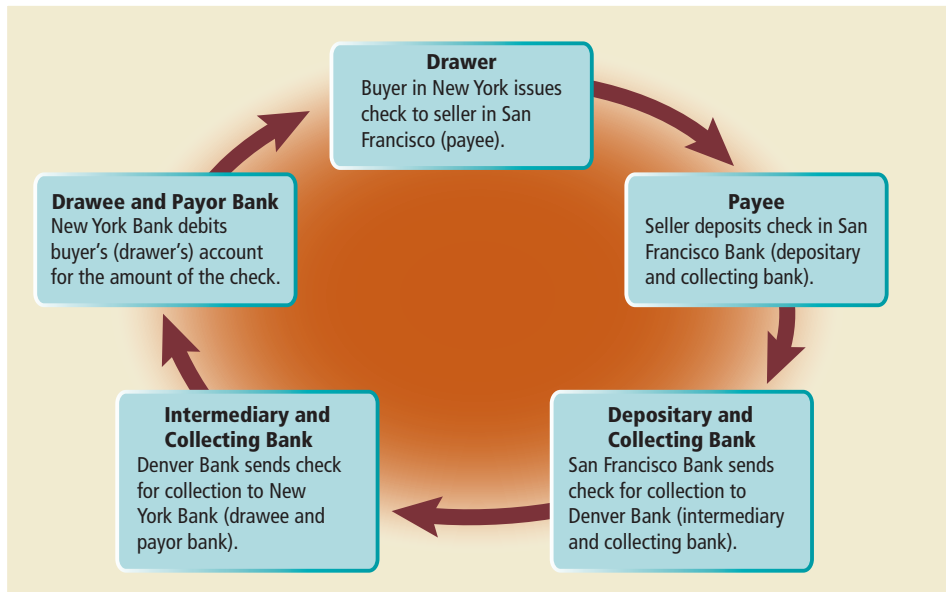 Drawer
Buyer in New York issues
check to seller in San
Francisco (payee).
Payee
Seller deposits check in San
Francisco Bank (depositary
and collecting bank).
Depositary and
Collecting Bank
San Francisco Bank sends
check for collection to
Denver Bank (intermediary
and collecting bank).
Intermediary and
Collecting Bank
Denver Bank sends check
for collection to New
York Bank (drawee and
payor bank).
Drawee and Payor Bank
New York Bank debits
buyer's (drawer's) account
for the amount of the check.